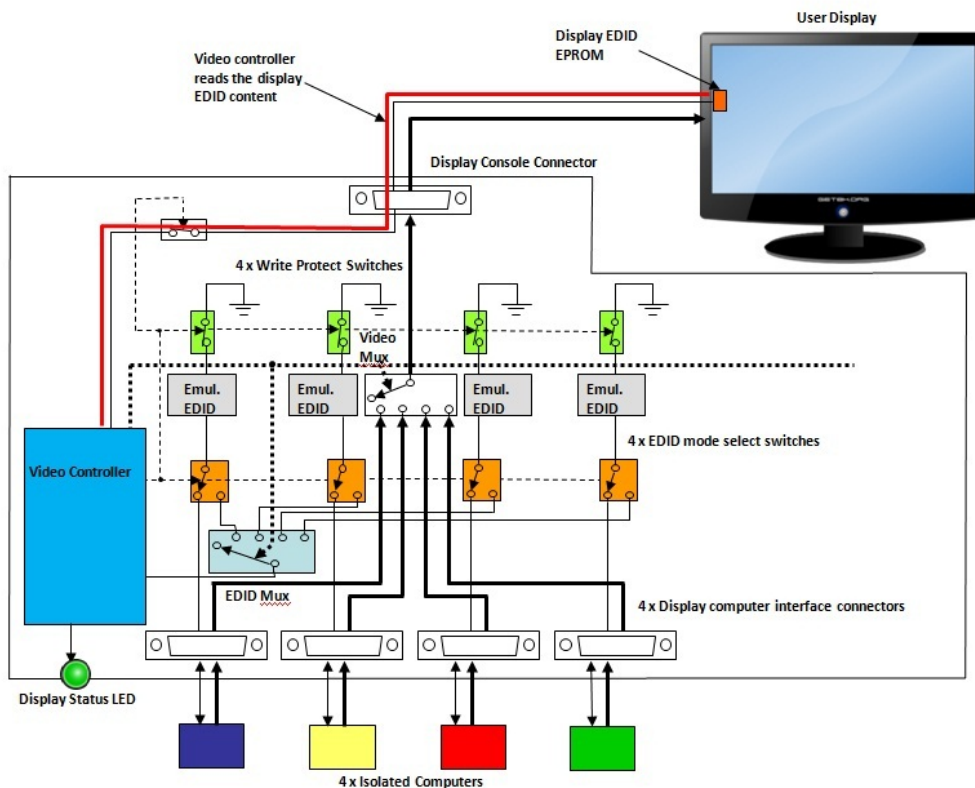 User Display
Display EDID
EPROM
Video controller
reads the display
EDID content
Display Console Connector
4 x Write Protect Switches
Video
Mux
Emul.
EDID
Emul.
EDID
Emul.
EDID
Emul.
EDID
4 x EDID mode select switches
Video Controller
EDID Mux
4 x Display computer interface connectors
Display Status LED
4 x Isolated Computers